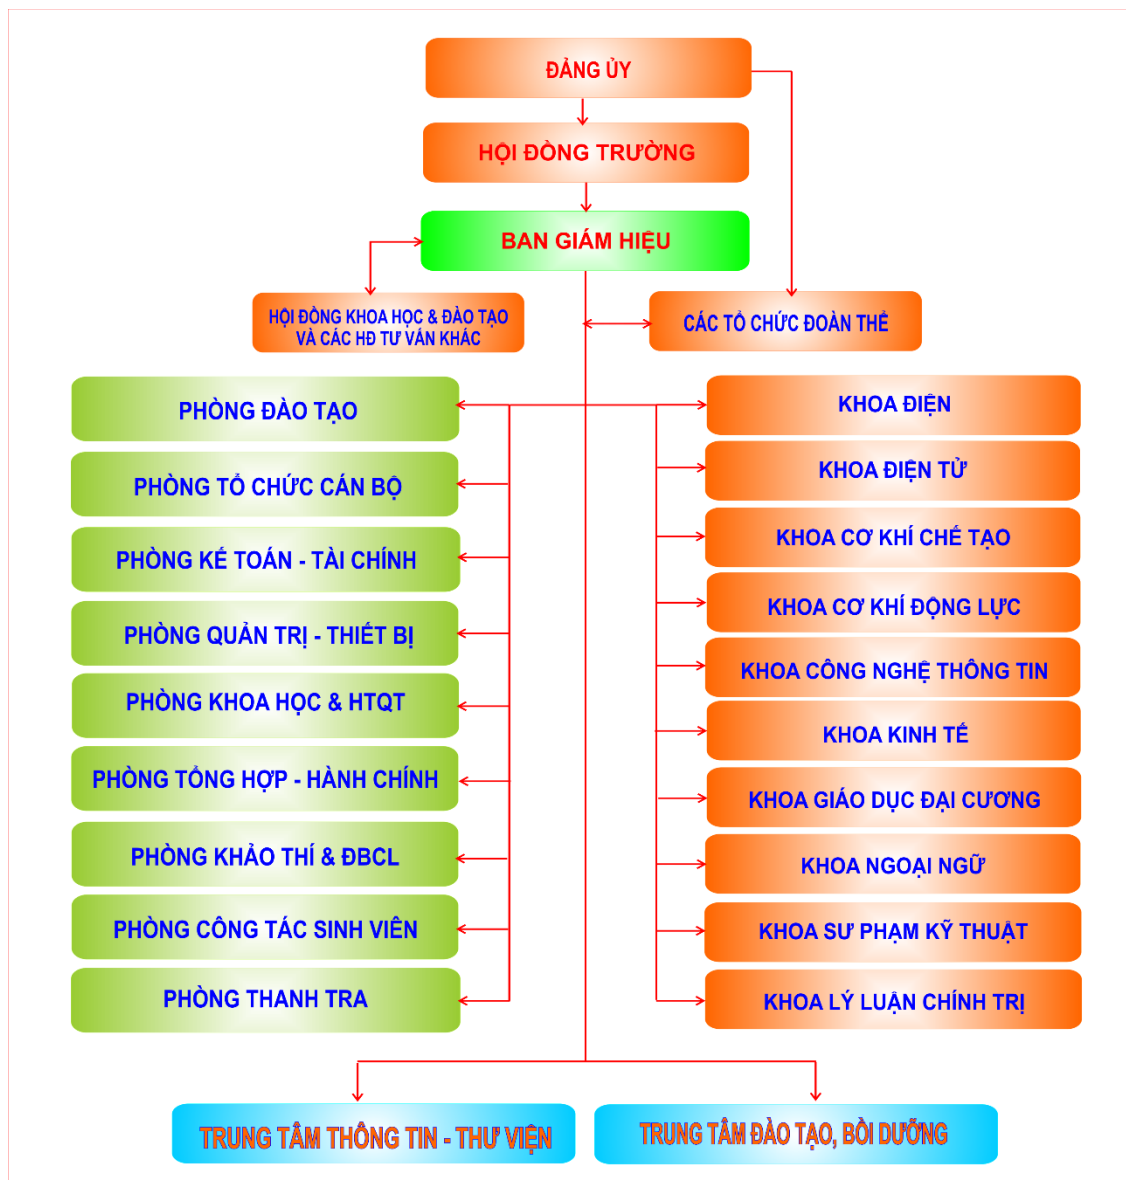 ĐẢNG ỦY
HỘI ĐỒNG TRƯỜNG
BAN GIÁM HIỆU
HỘI ĐỒNG KHOA HỌC & ĐÀO TẠO
VÀ CÁC HĐ TƯ VẤN KHÁC
CÁC TỔ CHỨC ĐOÀN THỂ
PHÒNG ĐÀO TẠO
PHÒNG TỔ CHỨC CÁN BỘ
PHÒNG KẾ TOÁN - TÀI CHÍNH
PHÒNG QUẢN TRỊ - THIẾT BỊ
PHÒNG KHOA HỌC & HTQT
PHÒNG TỔNG HỢP - HÀNH CHÍNH
PHÒNG KHẢO THÍ & ĐBCL
PHÒNG CÔNG TÁC SINH VIÊN
PHÒNG THANH TRA
KHOA ĐIỆN
KHOA ĐIỆN TỬ
KHOA CƠ KHÍ CHẾ TẠO
KHOA CƠ KHÍ ĐỘNG LỰC
KHOA CÔNG NGHỆ THÔNG TIN
KHOA KINH TẾ
KHOA GIÁO DỤC ĐẠI CƯƠNG
KHOA NGOẠI NGỮ
KHOA SƯ PHẠM KỸ THUẬT
KHOA LÝ LUẬN CHÍNH TRỊ
TRUNG TÂM THÔNG TIN - THƯ VIỆN
TRUNG TÂM ĐÀO TẠO, BỒI DƯỠNG